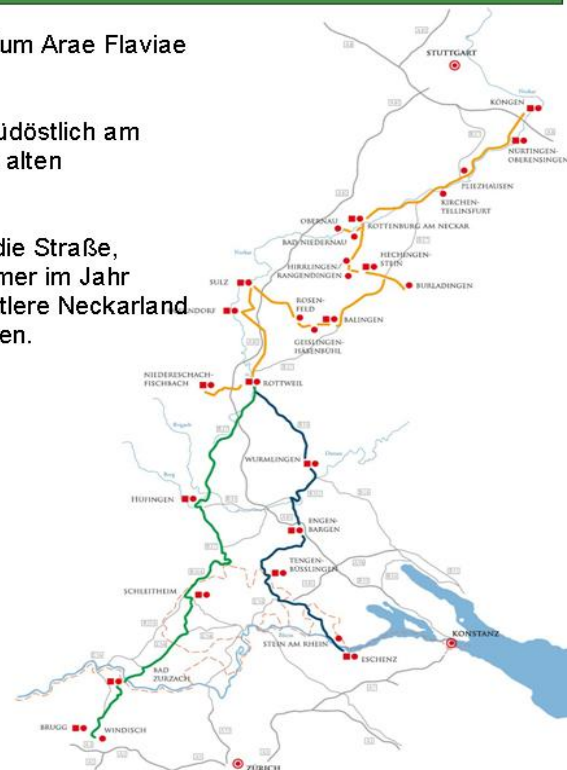 um Arae Flaviae
üdöstlich am
alten
die Straße,
mer im Jahr
tlere Neckarland
en.
STUTTGART
KÖNGEN
NÜRTINGEN-
OBERENSINGEN
PLIEZHAUSEN
KIRCHEN-
TELLINSFURT
OBERNAU
ROTTENBURG AM NECKAR
BAD NIEDERNAU
HECHINGEN-
STEIN
HIRRLINGEN/
RANGENDINGEN
BURLADINGEN
SULZ
ROSEN-
FELD
BALINGEN
GEISLINGEN-
HÄSENBÜHL
NIEDERESCHACH-
FISCHBACH
ROTTWEIL
WURMLINGEN
HÜFINGEN
ENGEN-
BARGEN
TENGEN-
BÜSSLINGEN
SCHLEITHEIM
STEIN AM RHEIN
KONSTANZ
ESCHENZ
BAD
ZURZACH
BRUGG
WINDISCH
ZÜRICH